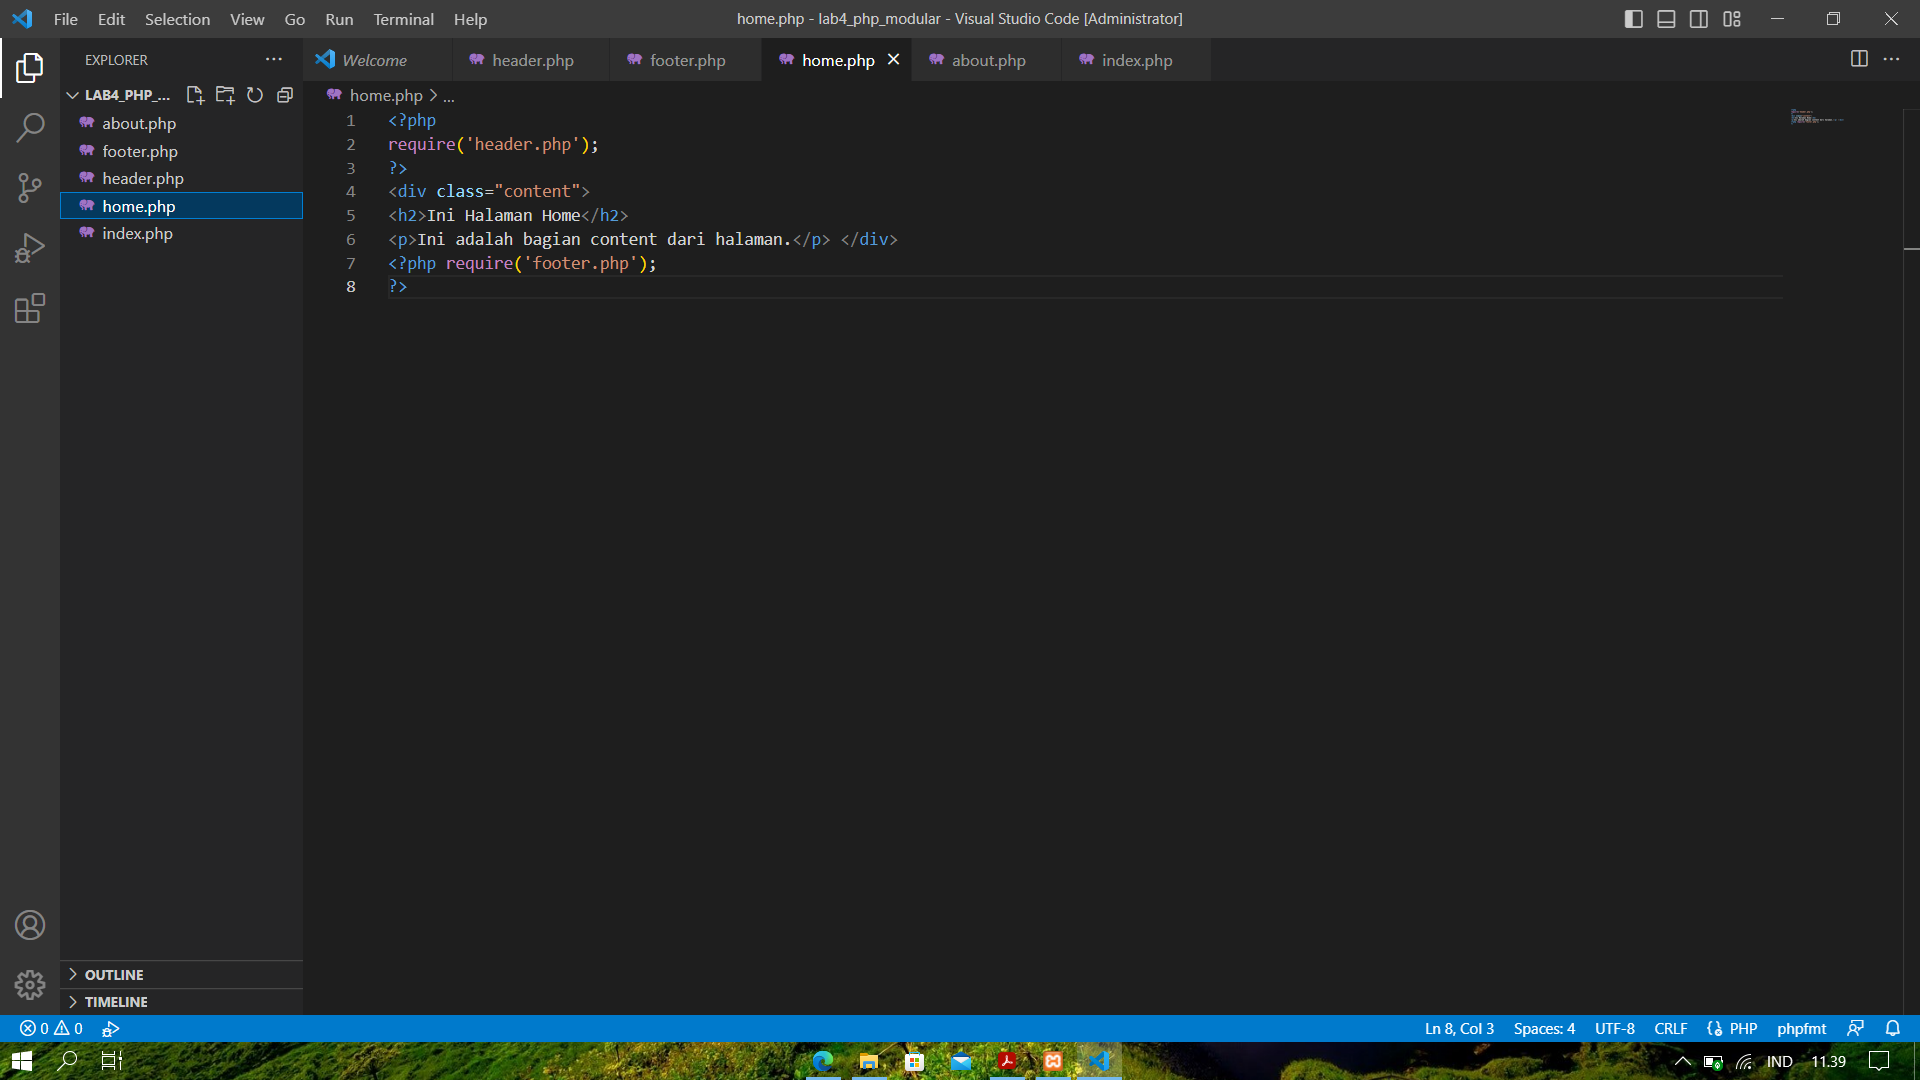 File Edit Selection View Go Run Terminal Help
home.php - lab4_php_modular - Visual Studio Code [Administrator]
EXPLORER
Welcome header.php footer.php home.php about.php index.php
LAB4_PHP_...
about.php
footer.php
header.php
home.php
index.php
OUTLINE
TIMELINE
home.php > ...
1 <?php
2 require('header.php');
3 ?>
4 <div class="content">
5 <h2>Ini Halaman Home</h2>
6 <p>Ini adalah bagian content dari halaman.</p> </div>
7 <?php require('footer.php');
8 ?>
0 0
Ln 8, Col 3 Spaces: 4 UTF-8 CRLF PHP phpfmt
IND 11.39